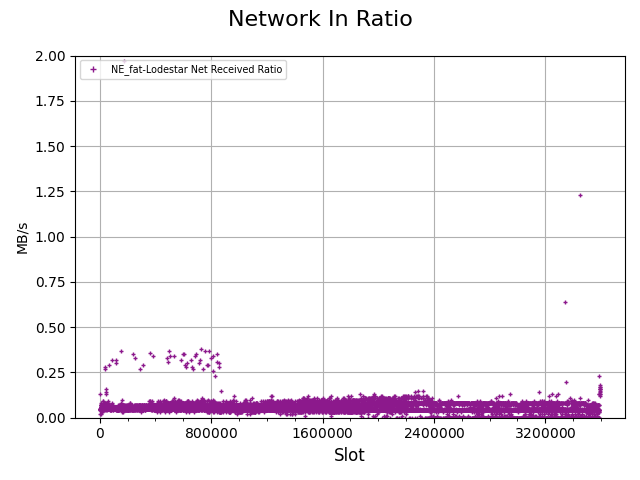 Network In Ratio
NE_fat-Lodestar Net Received Ratio
2.00
1.75
1.50
1.25
1.00
0.75
0.50
0.25
0.00
MB/s
0 800000 1600000 2400000 3200000
Slot